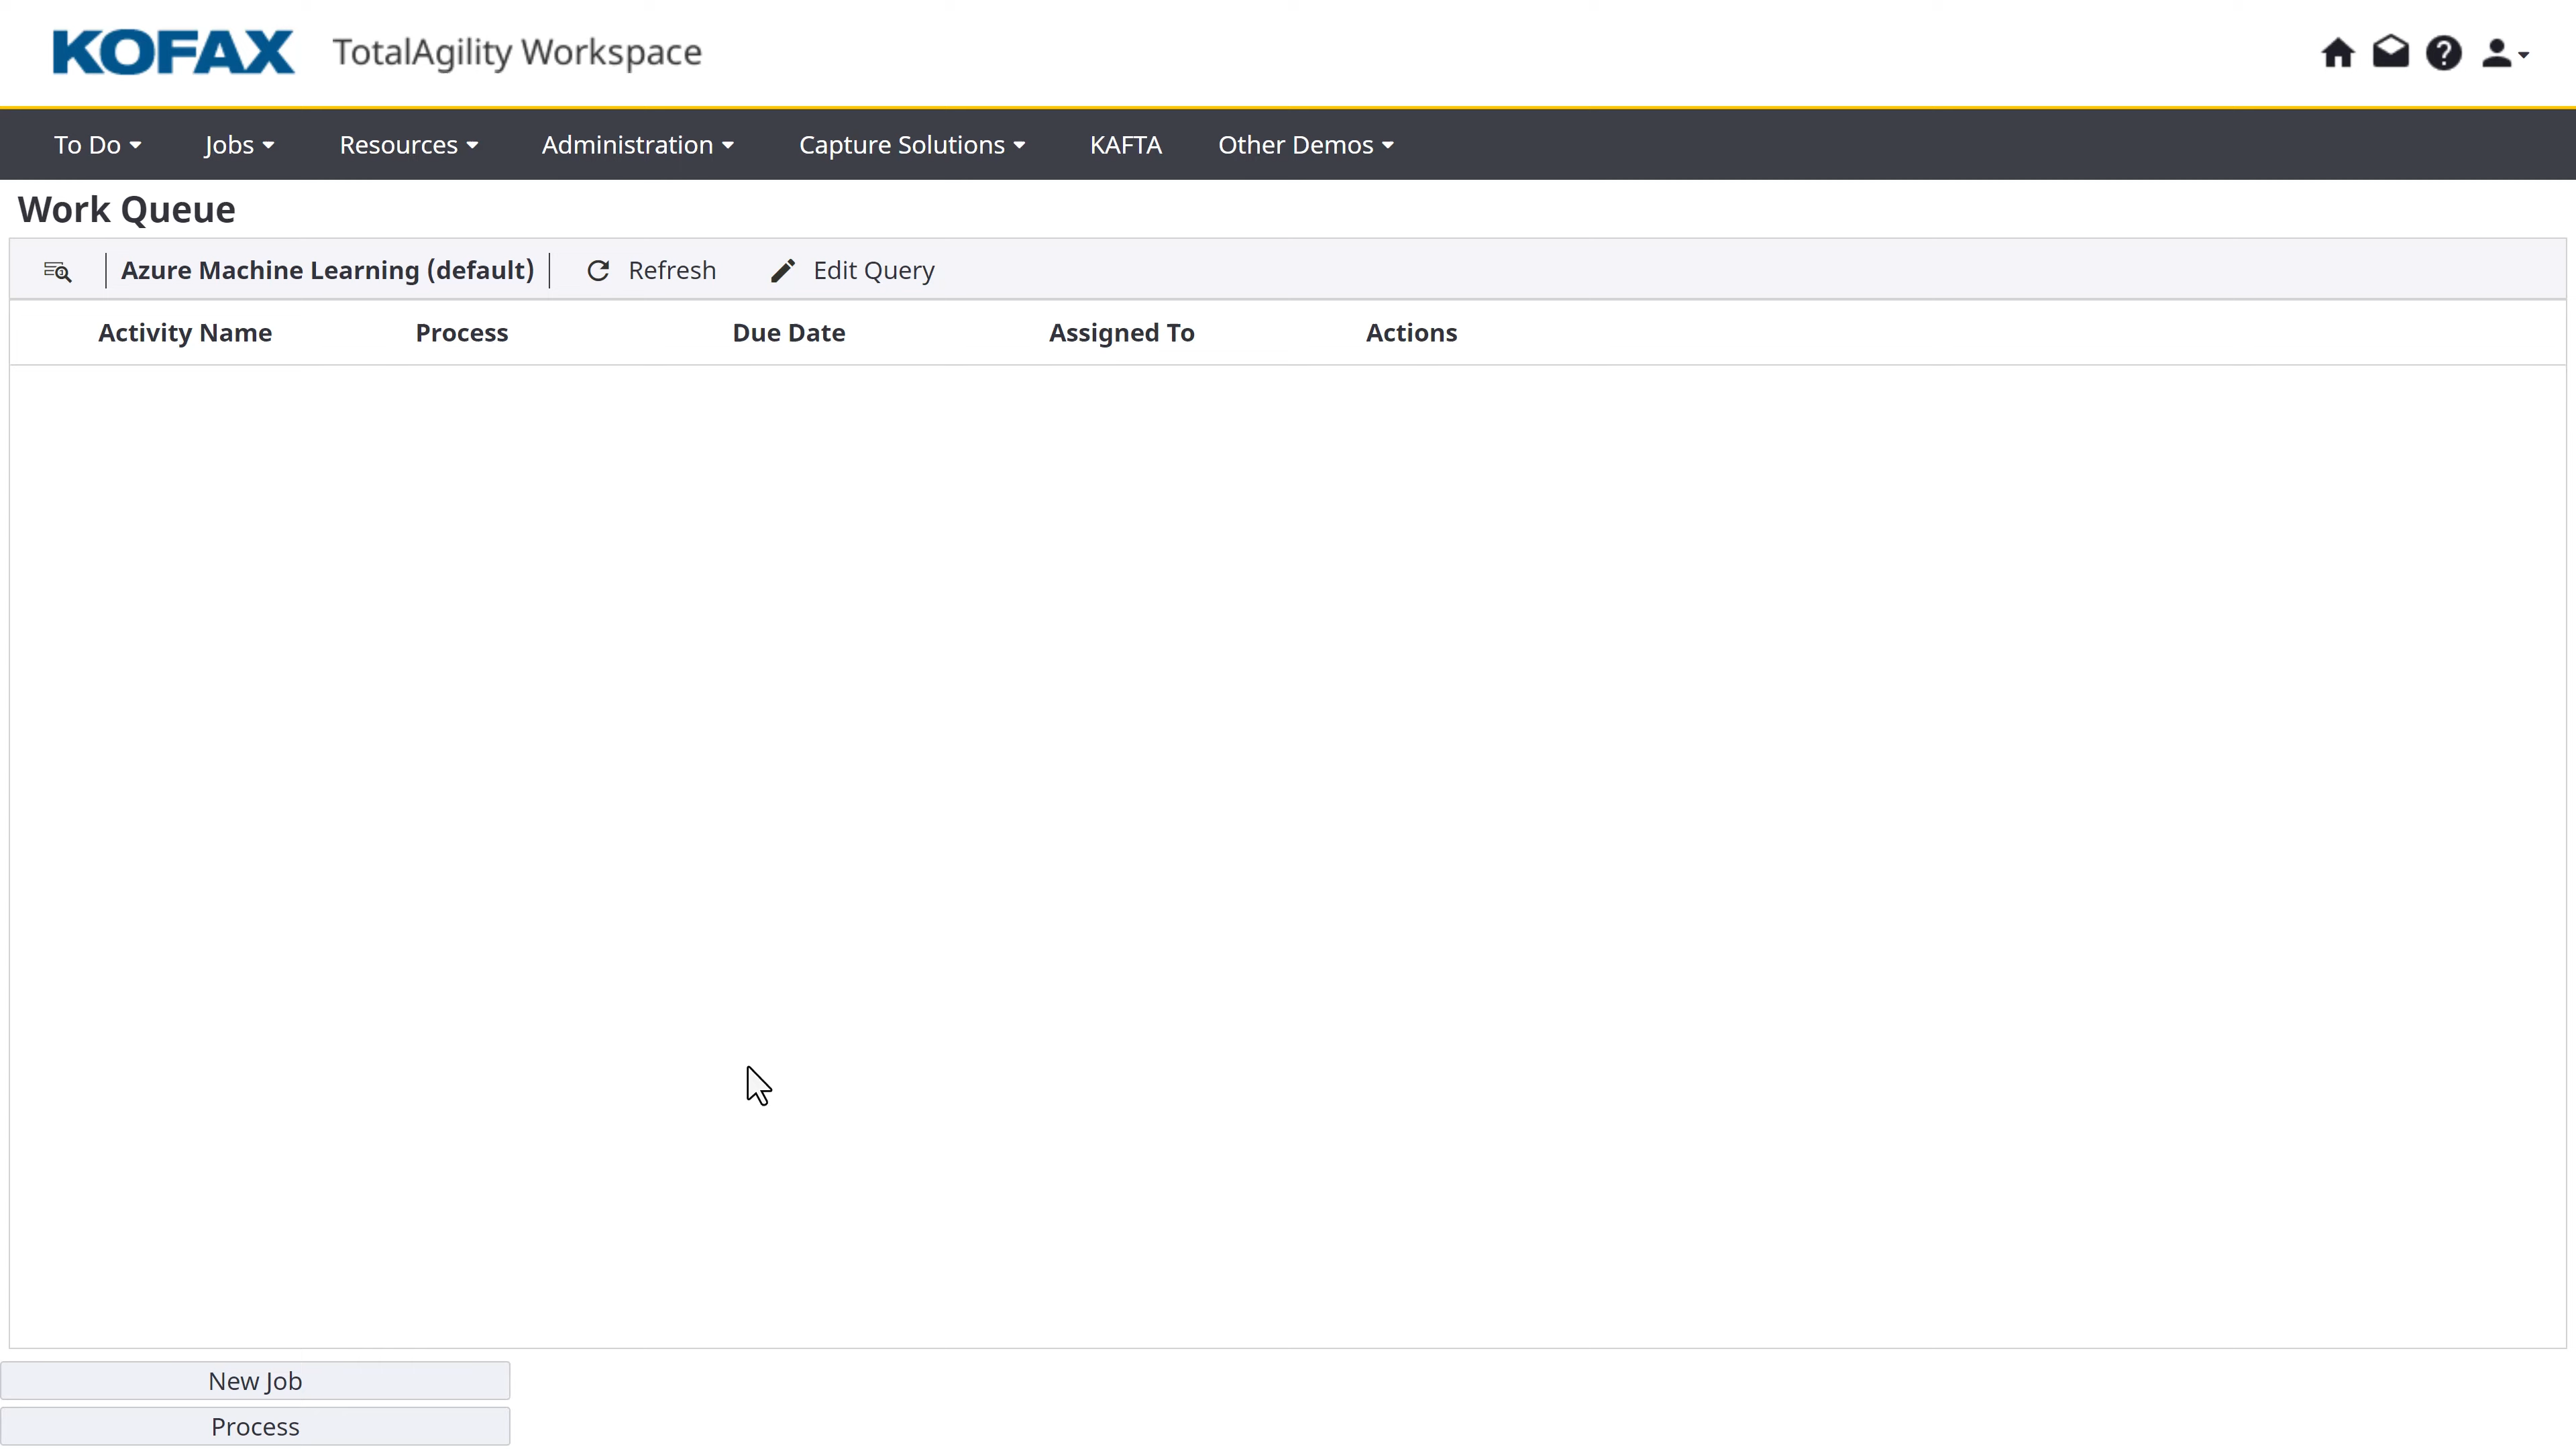 KOFAX TotalAgility Workspace
To Do Jobs Resources Administration Capture Solutions KAFTA Other Demos
Work Queue
Azure Machine Learning (default) Refresh Edit Query
Activity Name Process Due Date Assigned To Actions
New Job
Process